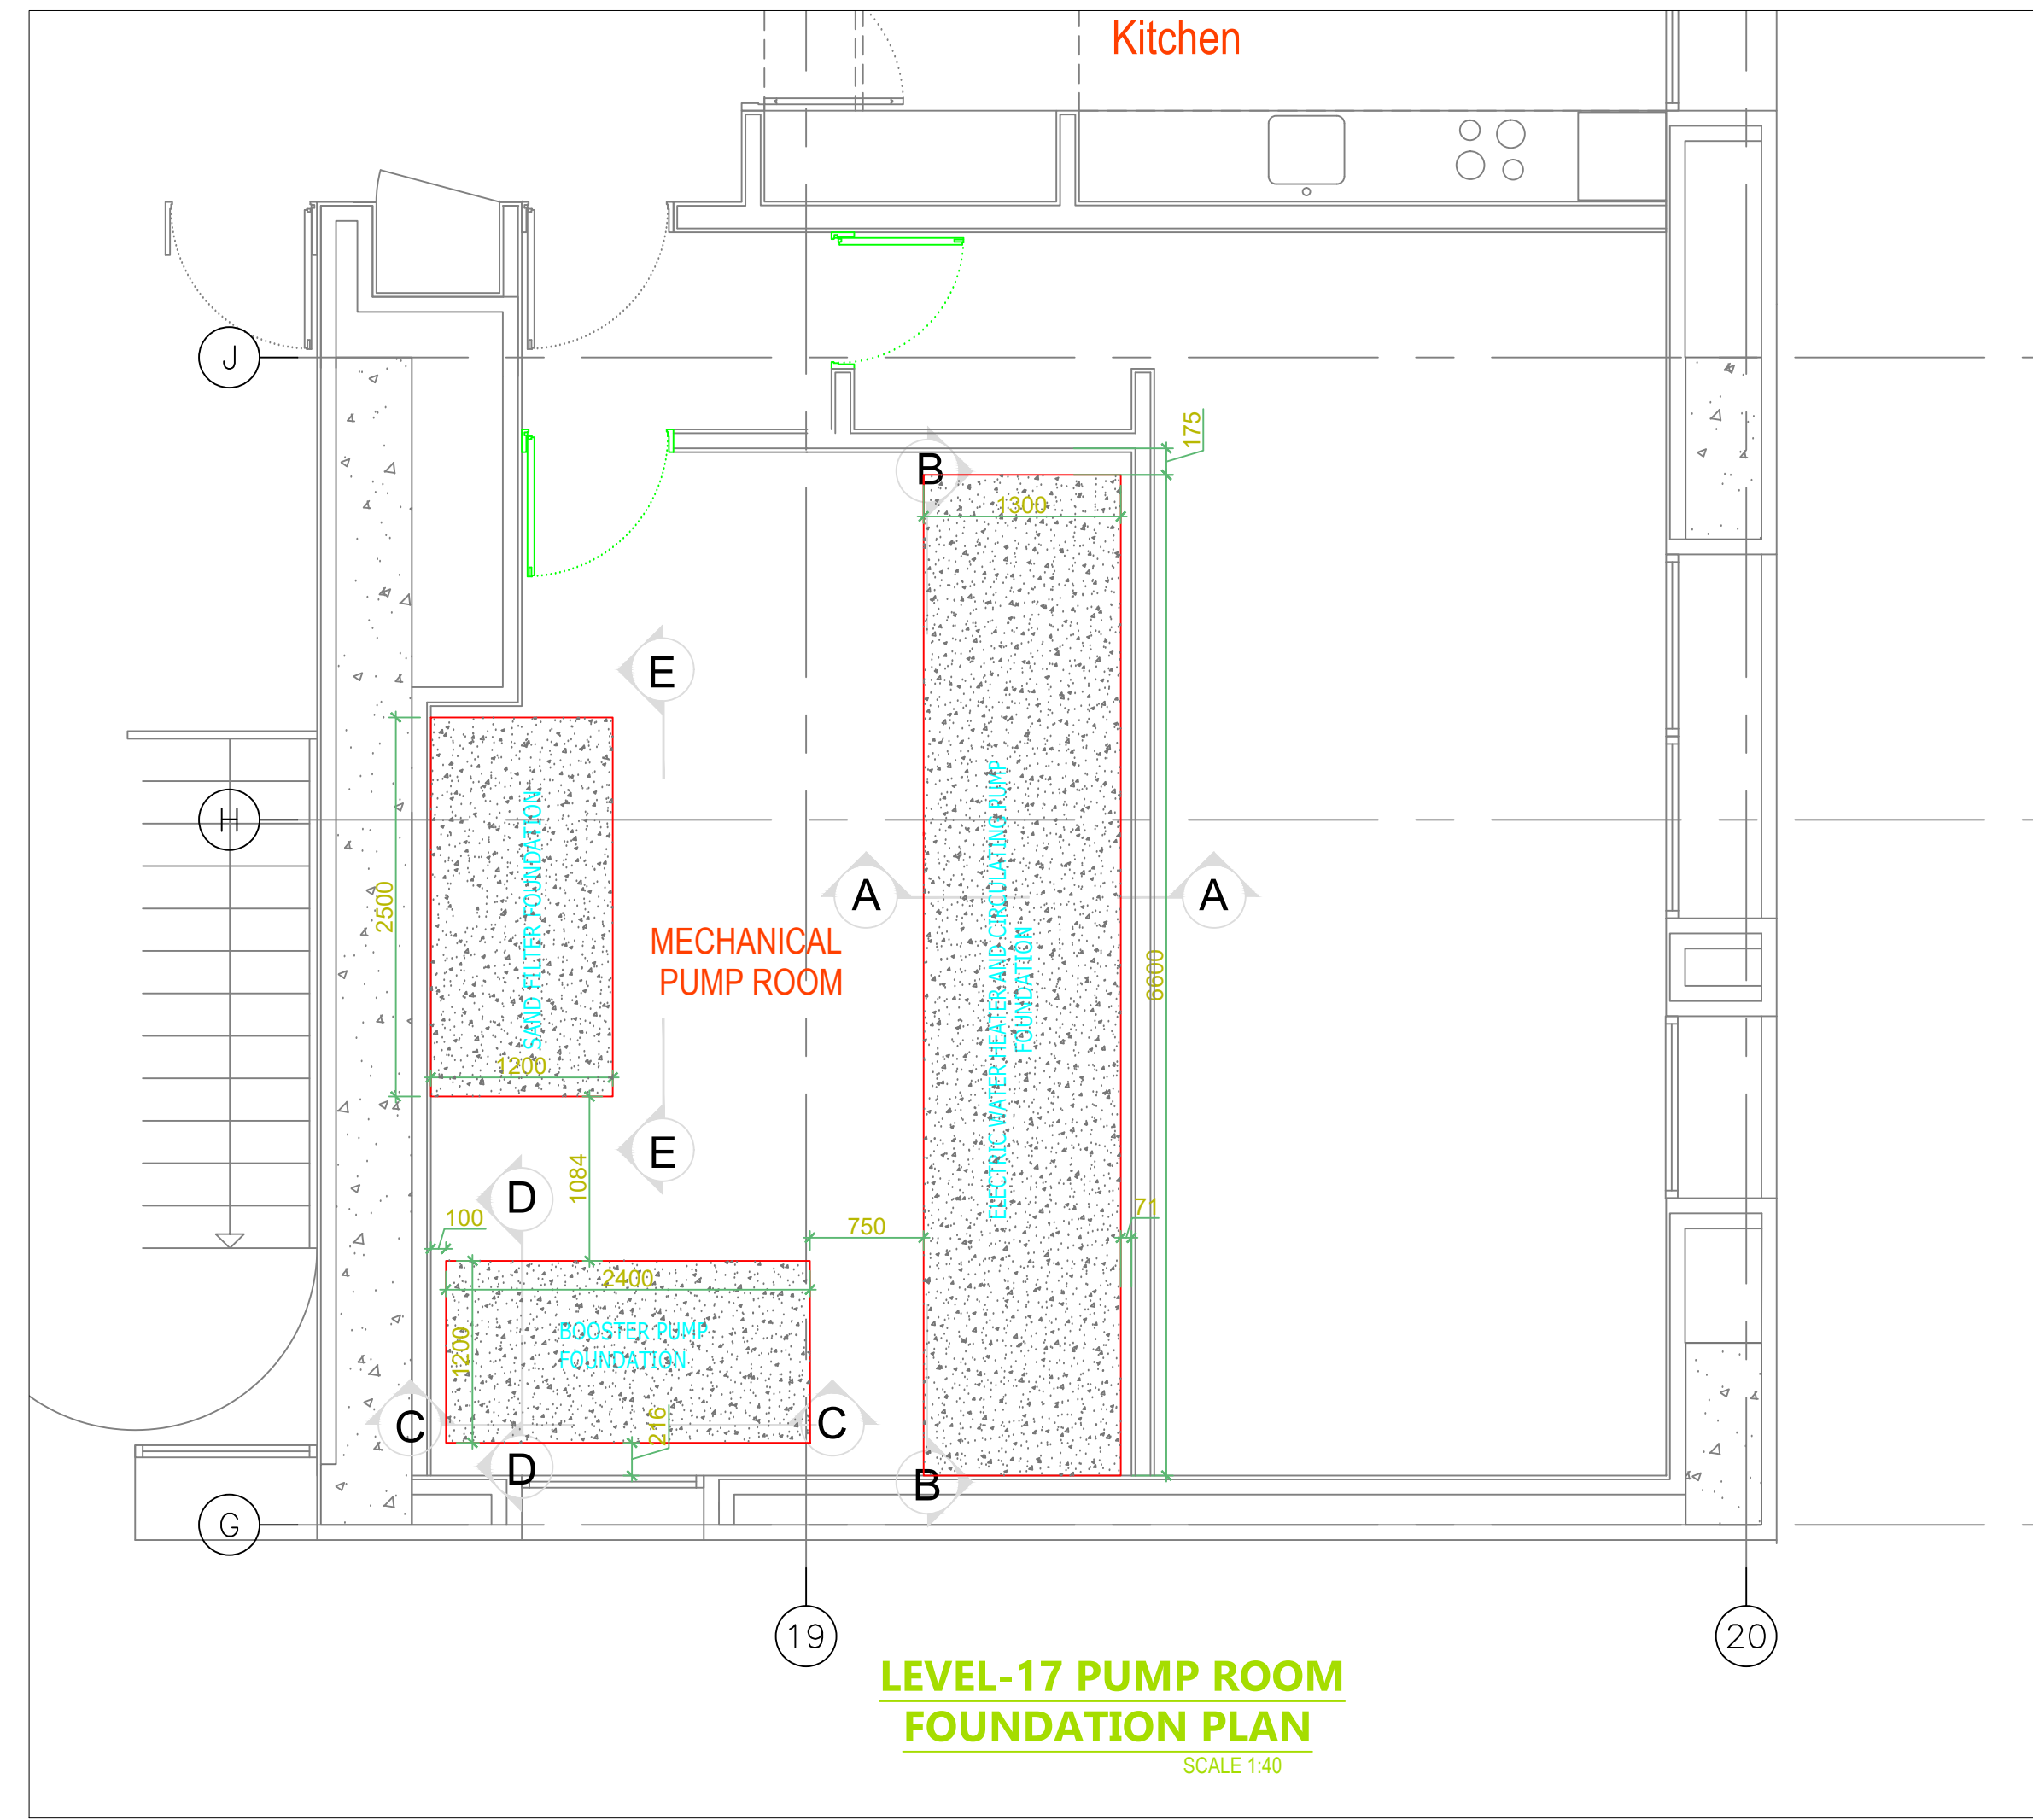 Kitchen
J
175
B
1300
E
H
SAND FILTER FOUNDATION
2500
ELECTRIC WATER HEATER AND CIRCULATING PUMP
FOUNDATION
A
A
MECHANICAL
PUMP ROOM
6600
1200
E
1084
D
100
750
71
2400
1200
BOOSTER PUMP
FOUNDATION
216
C
C
D
B
G
19
20
LEVEL-17 PUMP ROOM
FOUNDATION PLAN
SCALE 1:40